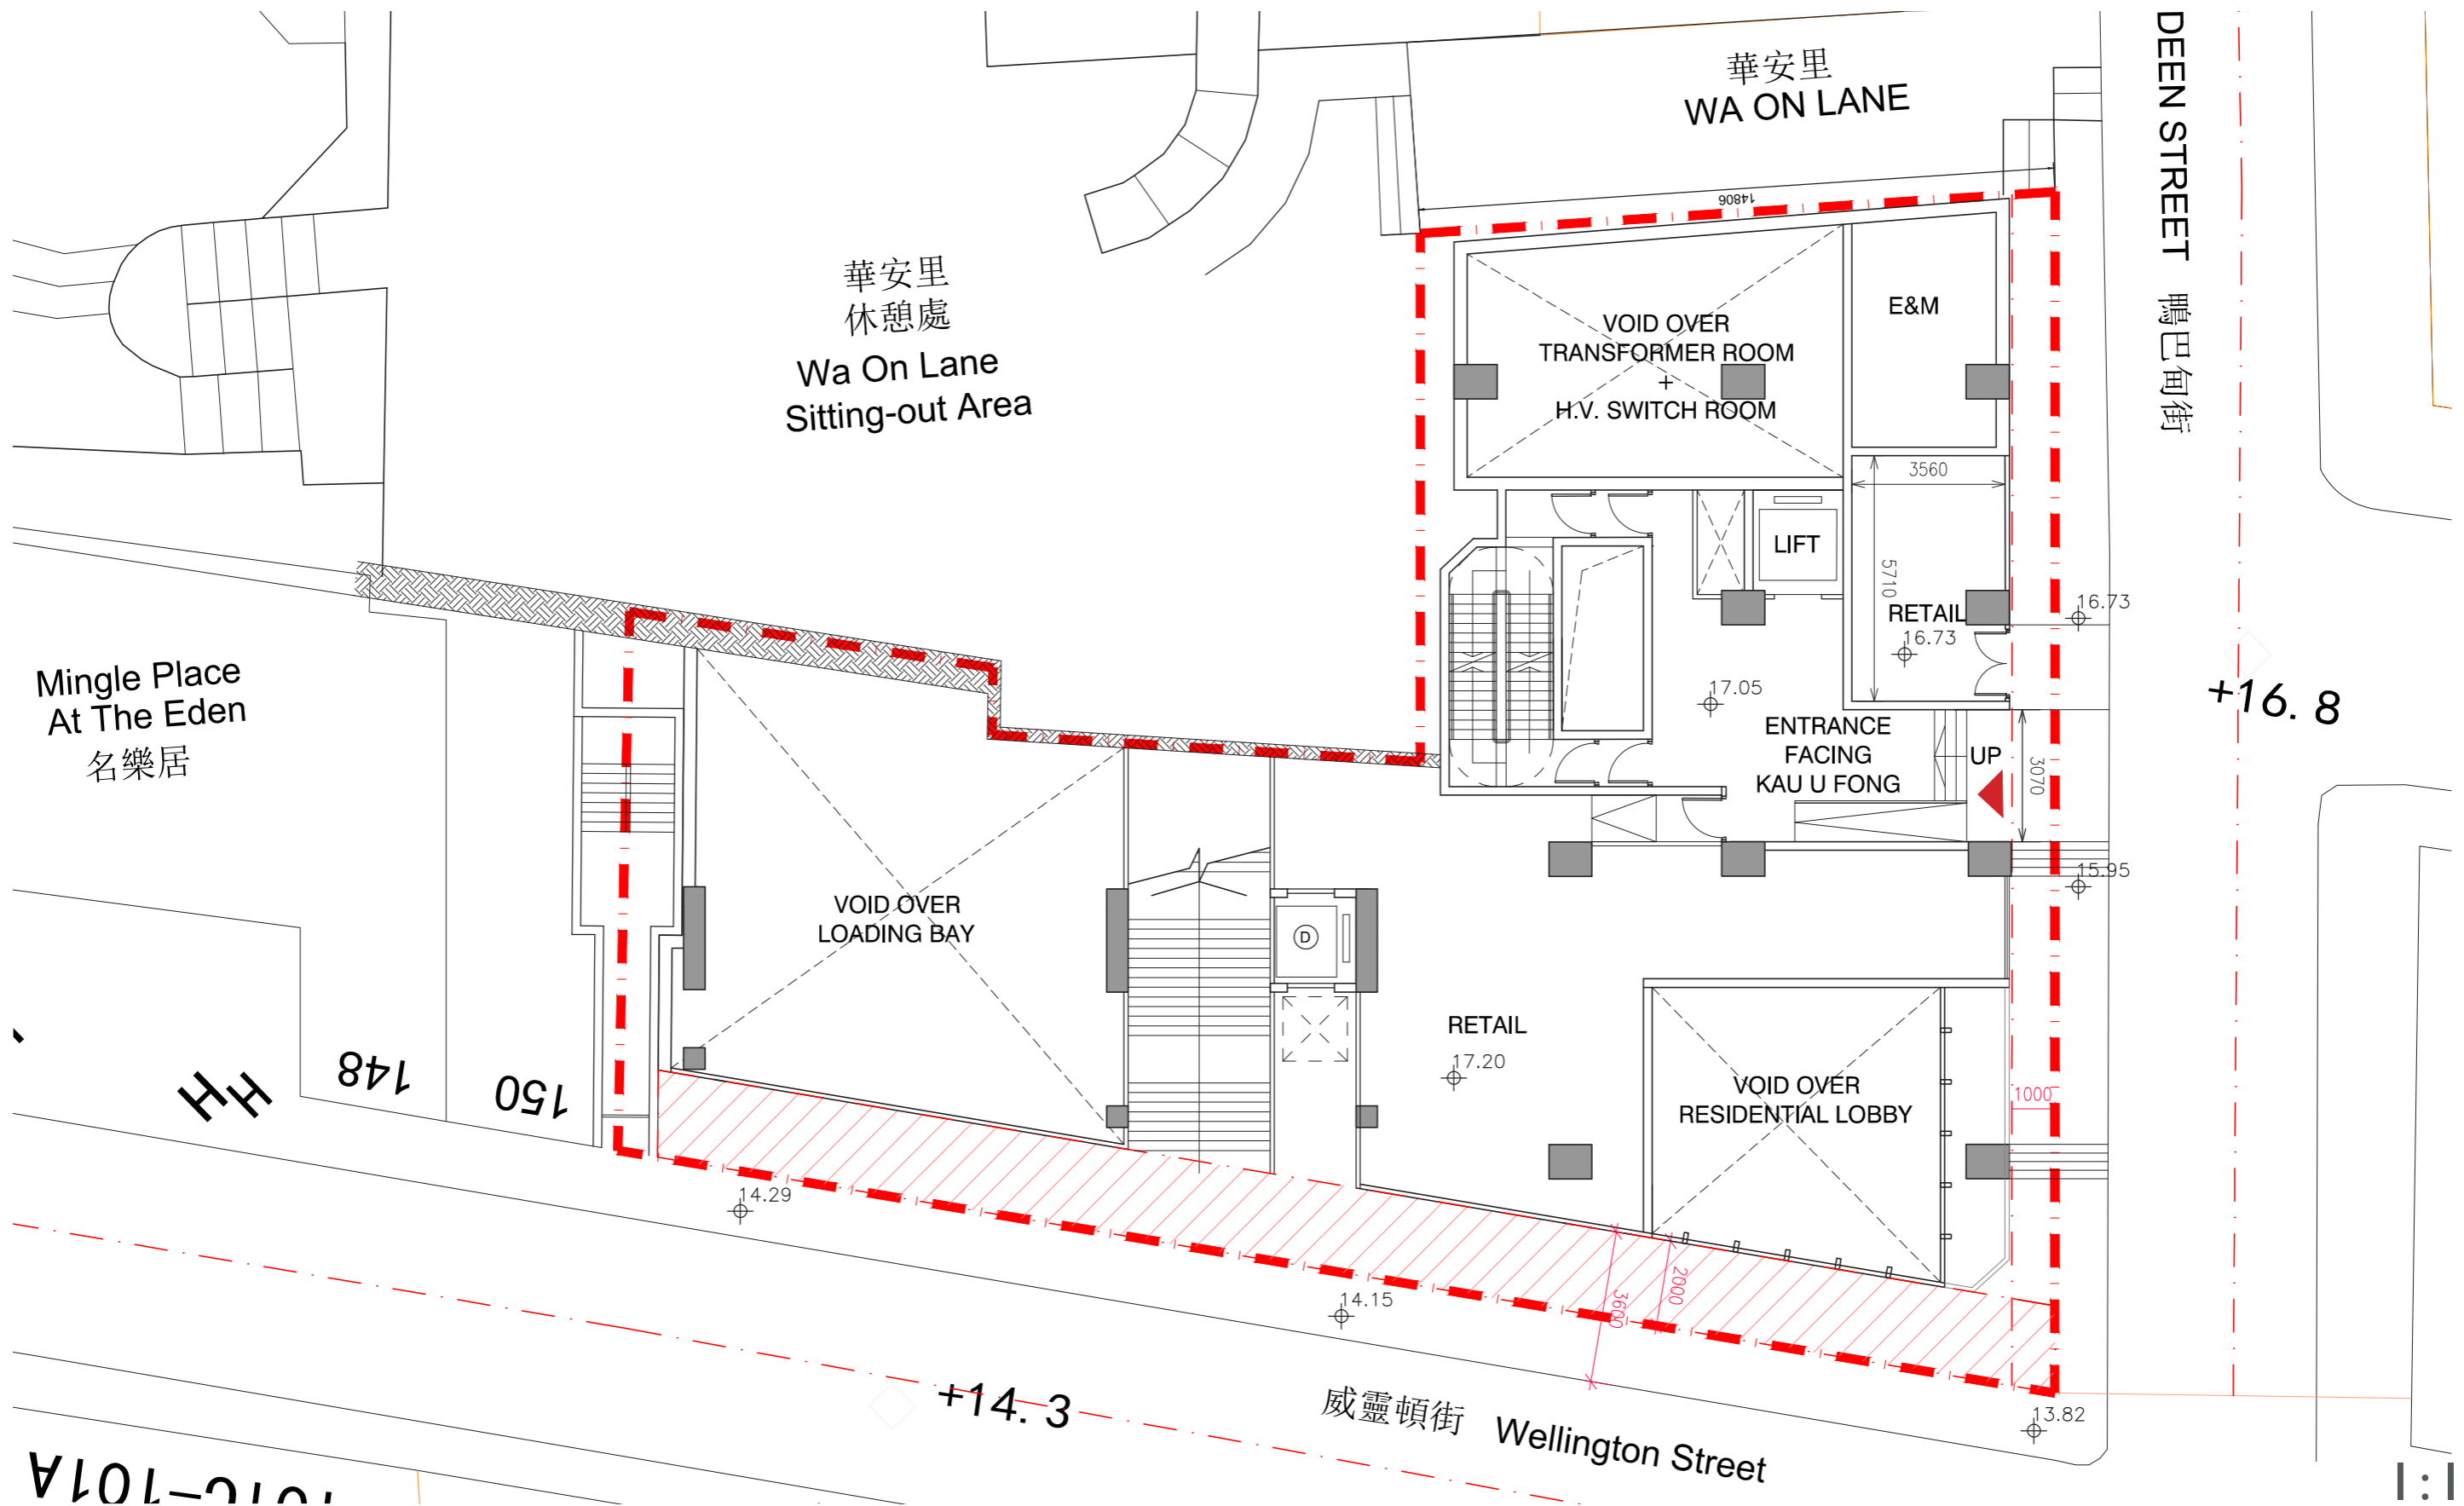 華安里
WA ON LANE
DEEN STREET 鴨巴甸街
14806
華安里
休憩處
Wa On Lane
Sitting-out Area
VOID OVER
TRANSFORMER ROOM
+
H.V. SWITCH ROOM
E&M
3560
5710
LIFT
RETAIL
16.73
16.73
17.05
+16. 8
Mingle Place
At The Eden
名樂居
ENTRANCE
FACING
KAU U FONG
UP
3070
15.95
VOID OVER
LOADING BAY
D
RETAIL
17.20
VOID OVER
RESIDENTIAL LOBBY
1000
148
150
HH
14.29
2000
3600
14.15
+14. 3
威靈頓街 Wellington Street
13.82
101A